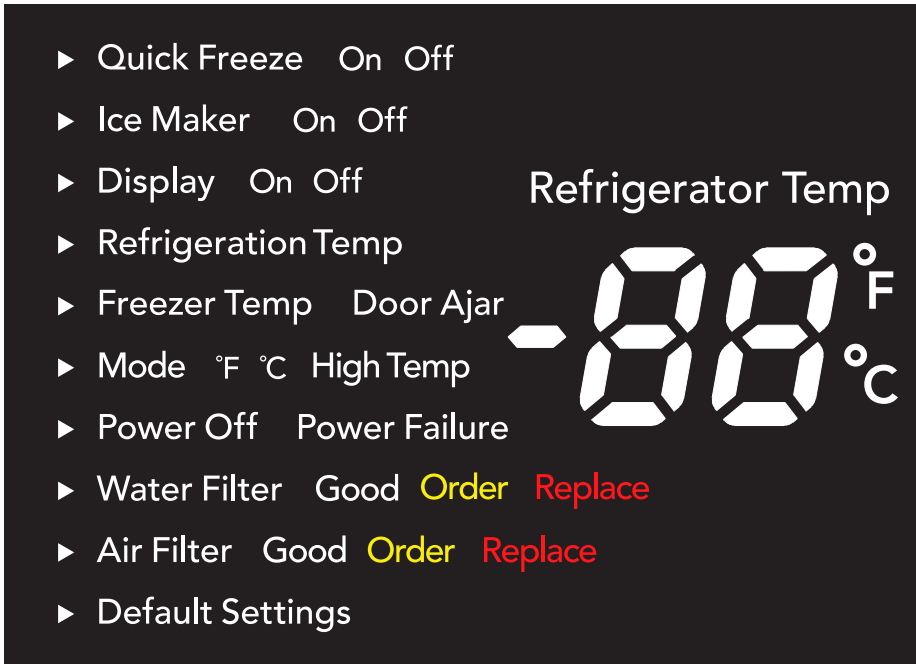 ▶ Quick Freeze On Off
▶ Ice Maker On Off
▶ Display On Off
Refrigerator Temp
▶ Refrigeration Temp
-88 °F °C
▶ Freezer Temp Door Ajar
▶ Mode °F °C High Temp
▶ Power Off Power Failure
▶ Water Filter Good Order Replace
▶ Air Filter Good Order Replace
▶ Default Settings